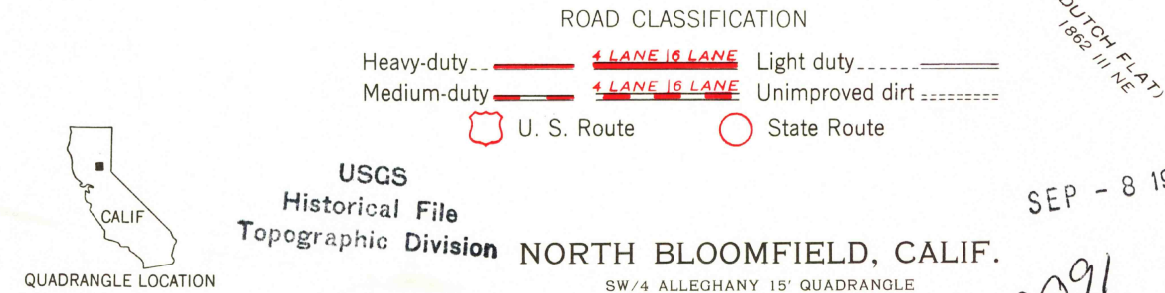 ROAD CLASSIFICATION
Heavy-duty 4 LANE 6 LANE Light duty
Medium-duty 4 LANE 6 LANE Unimproved dirt
U. S. Route State Route
DUTCH FLAT)
1862 III NE
CALIF
QUADRANGLE LOCATION
USGS
Historical File
Topographic Division
SEP - 8 19
NORTH BLOOMFIELD, CALIF.
SW/4 ALLEGHANY 15' QUADRANGLE